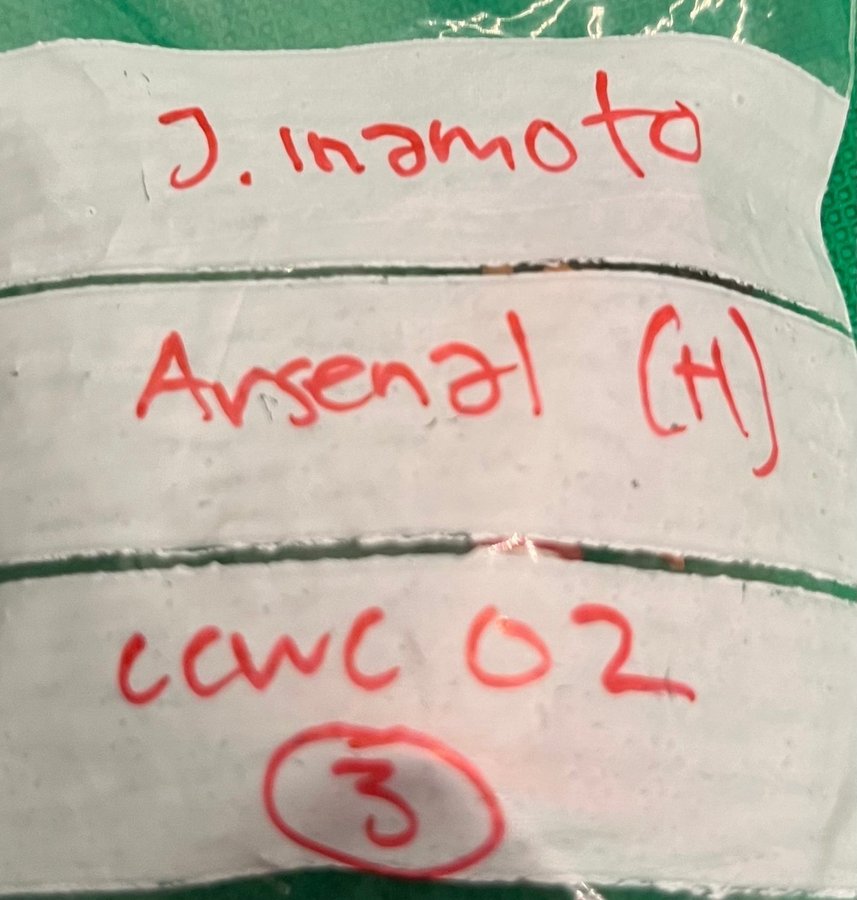 J. inamoto
Arsenal (H)
CCWC 02
3